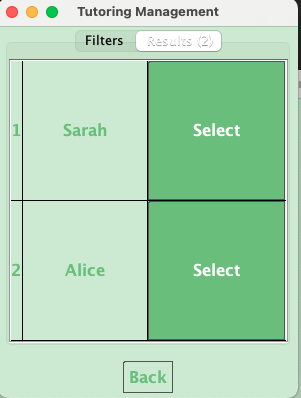 Tutoring Management
Filters Results (2)
1 Sarah Select
2 Alice Select
Back